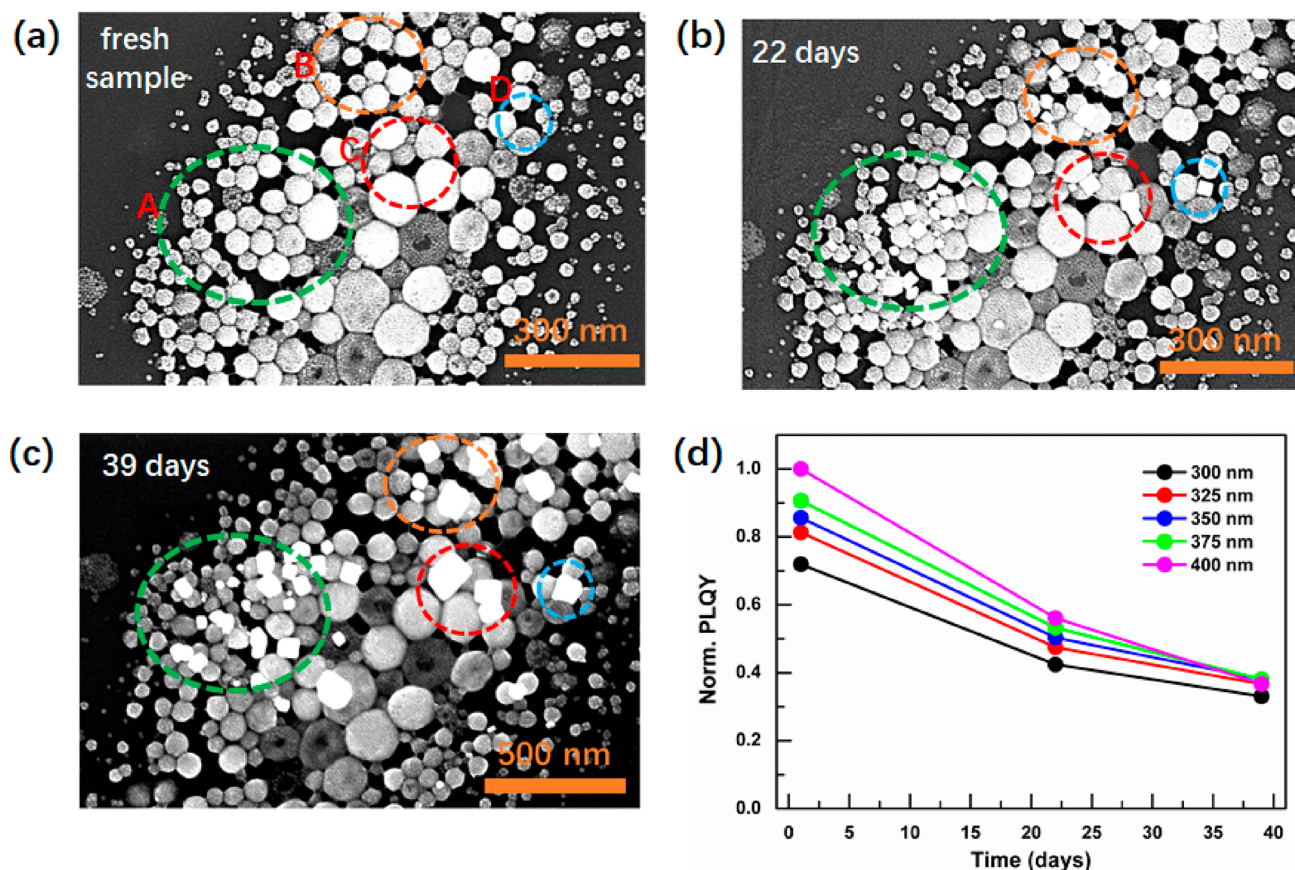 (a)
fresh
sample
B
D
C
A
300 nm
(b)
22 days
300 nm
(c)
39 days
500 nm
(d)
1.0
0.8
0.6
0.4
0.2
0.0
Norm. PLQY
300 nm
325 nm
350 nm
375 nm
400 nm
0 5 10 15 20 25 30 35 40
Time (days)